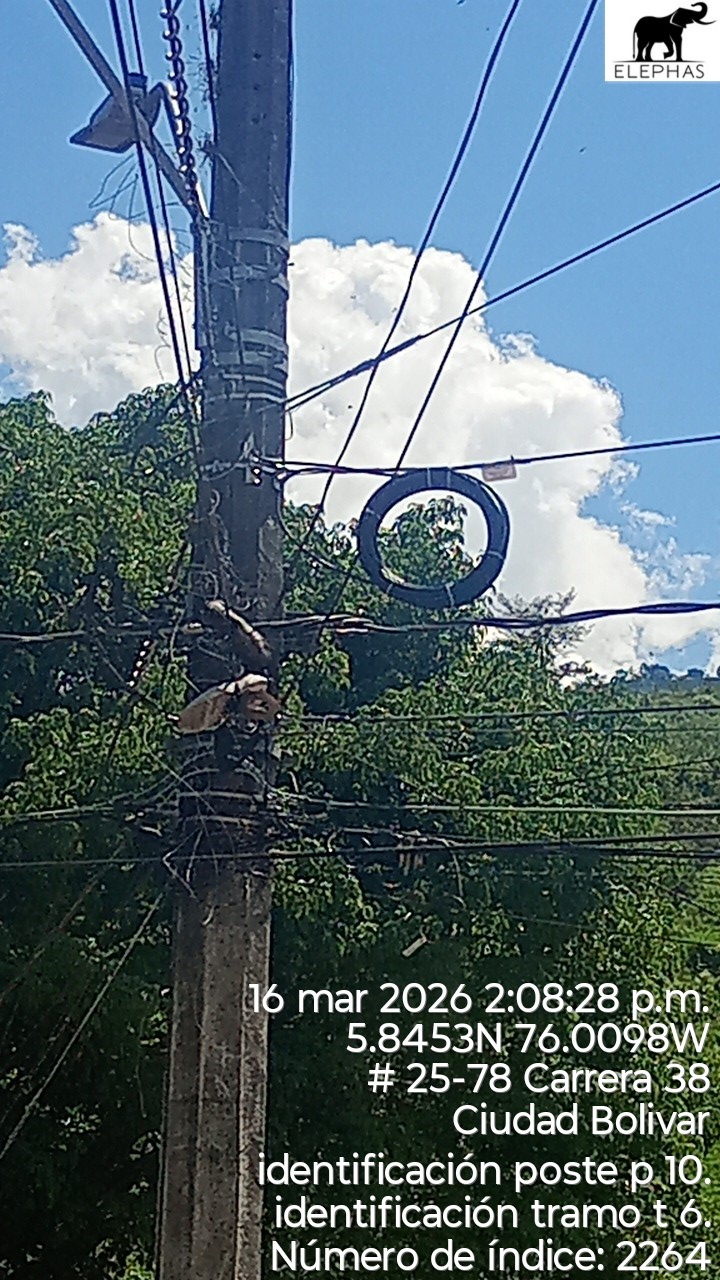 ELEPHAS
16 mar 2026 2:08:28 p.m.
5.8453N 76.0098W
# 25-78 Carrera 38
Ciudad Bolivar
identificación poste p 10.
identificación tramo t 6.
Número de índice: 2264